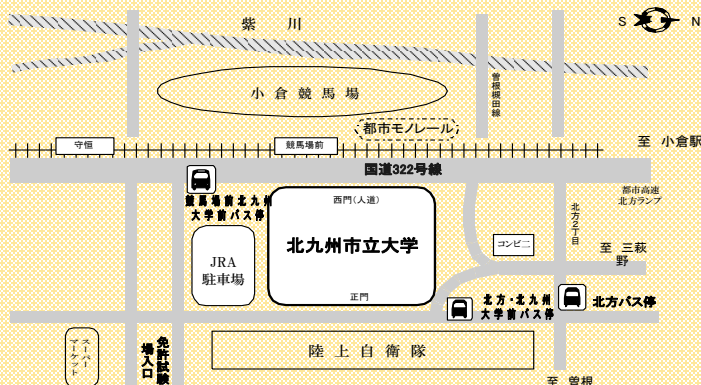 紫川
S N
小倉競馬場
曽根槻田線
都市モノレール
至 小倉駅
守恒
競馬場前
国道322号線
都市高速
北方ランプ
競馬場前北九州
大学前バス停
西門(人道)
北方2丁目
北九州市立大学
コンビニ
至 三萩
野
JRA
駐車場
正門
北方・北九州
大学前バス停
北方バス停
スーパー
マーケット
免許試験
場入口
陸上自衛隊
至 曽根